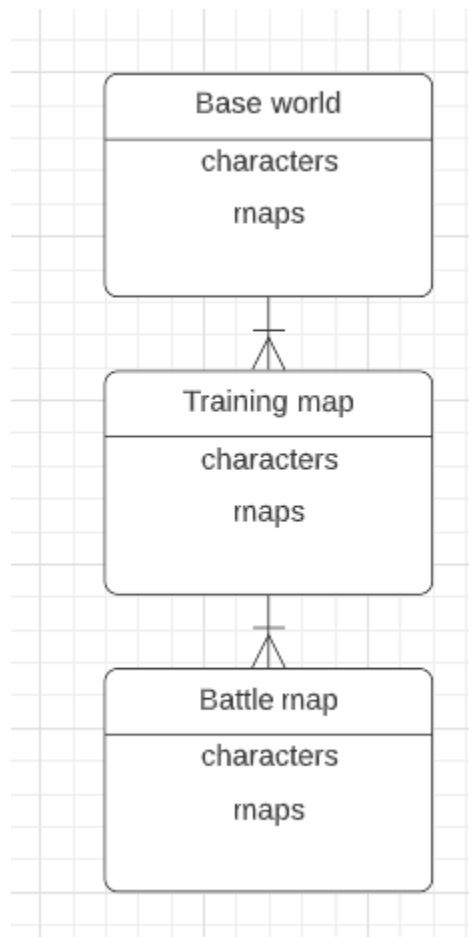 Base world
characters
maps
Training map
characters
maps
Battle map
characters
maps